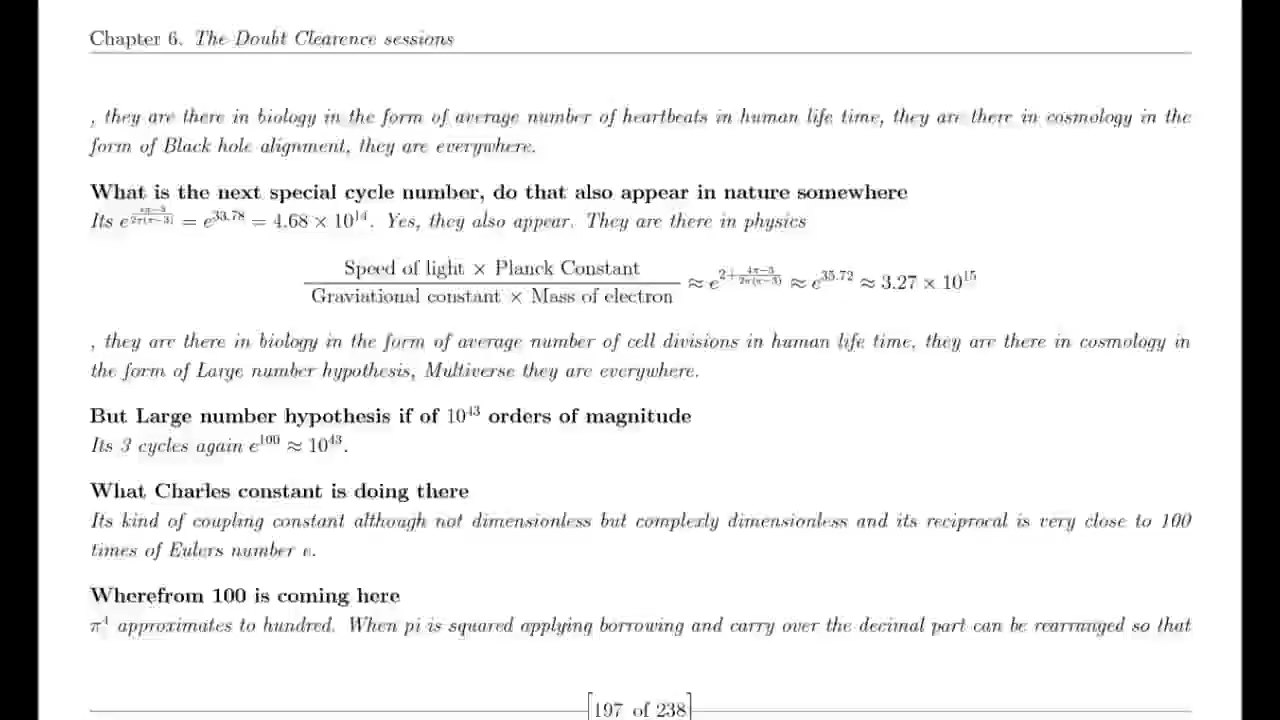 Chapter 6. The Doubt Clearence sessions
, they are there in biology in the form of average number of heartbeats in human life time, they are there in cosmology in the
form of Black hole alignment, they are everywhere.
What is the next special cycle number, do that also appear in nature somewhere
Its e = e^33.78 = 4.68 × 10^14. Yes, they also appear. They are there in physics
Speed of light × Planck Constant
Graviational constant × Mass of electron
≈ e^(2+(4π−3)/(2π(π−3))) ≈ e^35.72 ≈ 3.27 × 10^15
, they are there in biology in the form of average number of cell divisions in human life time, they are there in cosmology in
the form of Large number hypothesis, Multiverse they are everywhere.
But Large number hypothesis if of 10^43 orders of magnitude
Its 3 cycles again e^100 ≈ 10^43.
What Charles constant is doing there
Its kind of coupling constant although not dimensionless but complexly dimensionless and its reciprocal is very close to 100
times of Eulers number e.
Wherefrom 100 is coming here
π^4 approximates to hundred. When pi is squared applying borrowing and carry over the decimal part can be rearranged so that
[197 of 238]